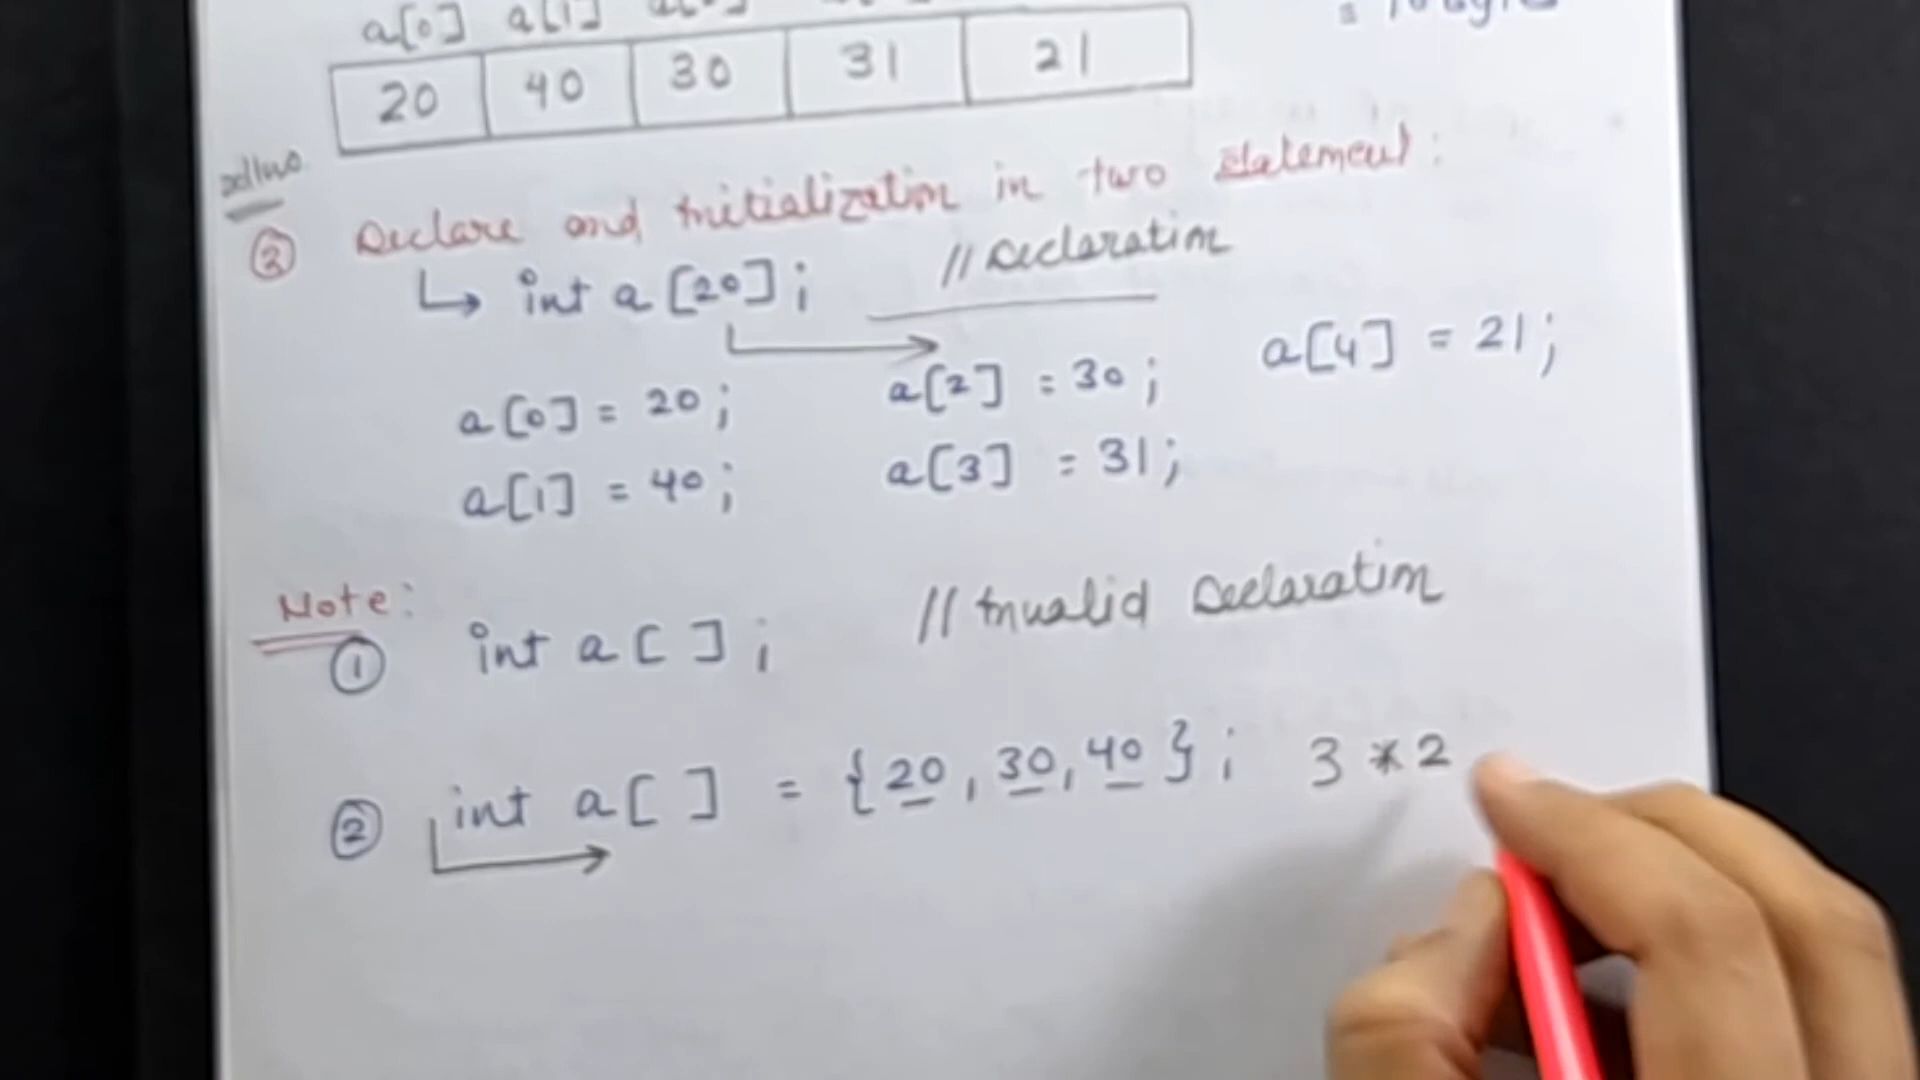 a[0] a[1]
20 40 30 31 21
② Declare and Initialization in two statement:
int a[20]; // Declaration
a[0] = 20; a[2] = 30; a[4] = 21;
a[1] = 40; a[3] = 31;
Note:
① int a[ ]; // Invalid Declaration
② int a[ ] = {20, 30, 40}; 3 * 2